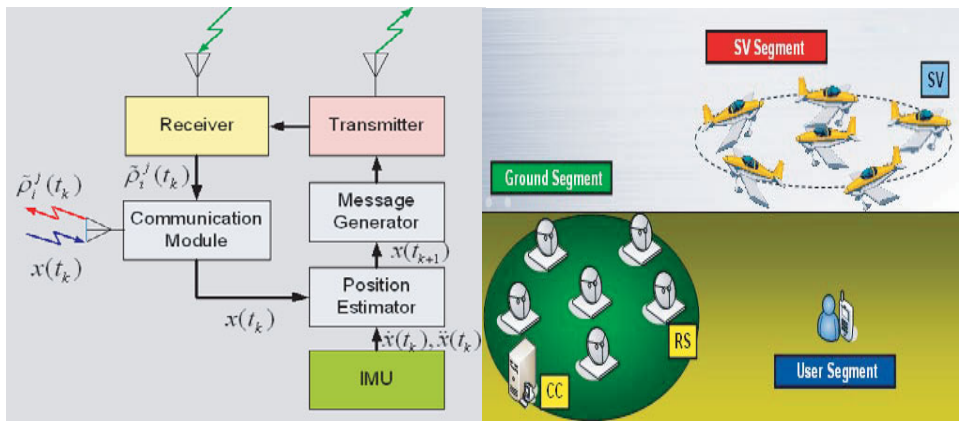 Receiver
Transmitter
ρ̃ᵢʲ(tₖ)
ρ̃ᵢʲ(tₖ)
Communication
Module
Message
Generator
x(tₖ)
x(tₖ₊₁)
Position
Estimator
x(tₖ)
ẋ(tₖ), ẍ(tₖ)
IMU
SV Segment
SV
Ground Segment
RS
CC
User Segment